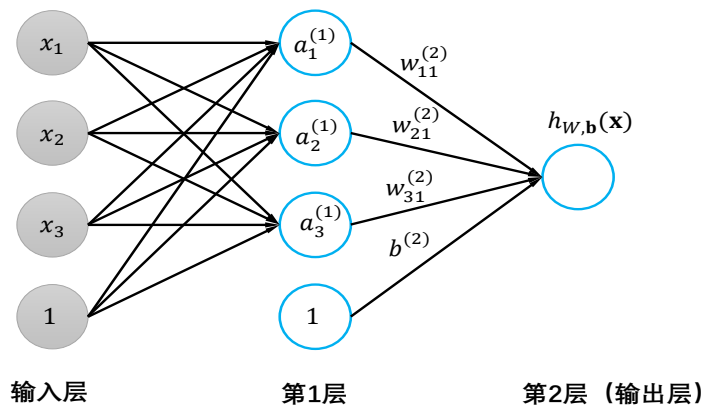 x₁
x₂
x₃
1
a₁⁽¹⁾
a₂⁽¹⁾
a₃⁽¹⁾
1
w₁₁⁽²⁾
w₂₁⁽²⁾
w₃₁⁽²⁾
b⁽²⁾
h_{W,𝐛}(𝐱)
输入层
第1层
第2层（输出层）